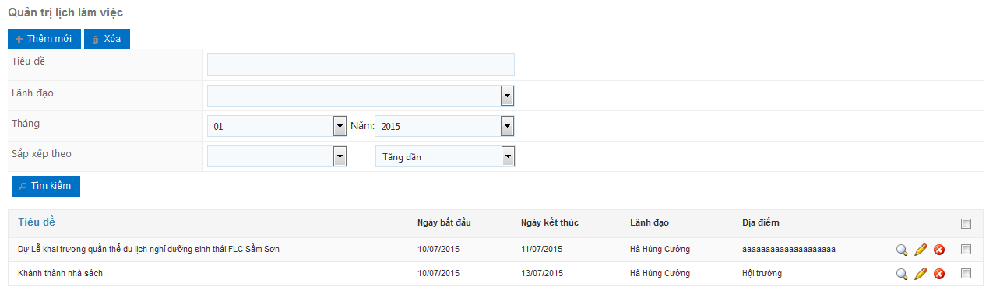 Quản trị lịch làm việc
Thêm mới Xóa
Tiêu đề
Lãnh đạo
Tháng 01 Năm: 2015
Sắp xếp theo Tăng dần
Tìm kiếm
Tiêu đề Ngày bắt đầu Ngày kết thúc Lãnh đạo Địa điểm
Dự Lễ khai trương quần thể du lịch nghỉ dưỡng sinh thái FLC Sầm Sơn 10/07/2015 11/07/2015 Hà Hùng Cường aaaaaaaaaaaaaaaaaaaa
Khành thành nhà sách 10/07/2015 13/07/2015 Hà Hùng Cường Hội trường